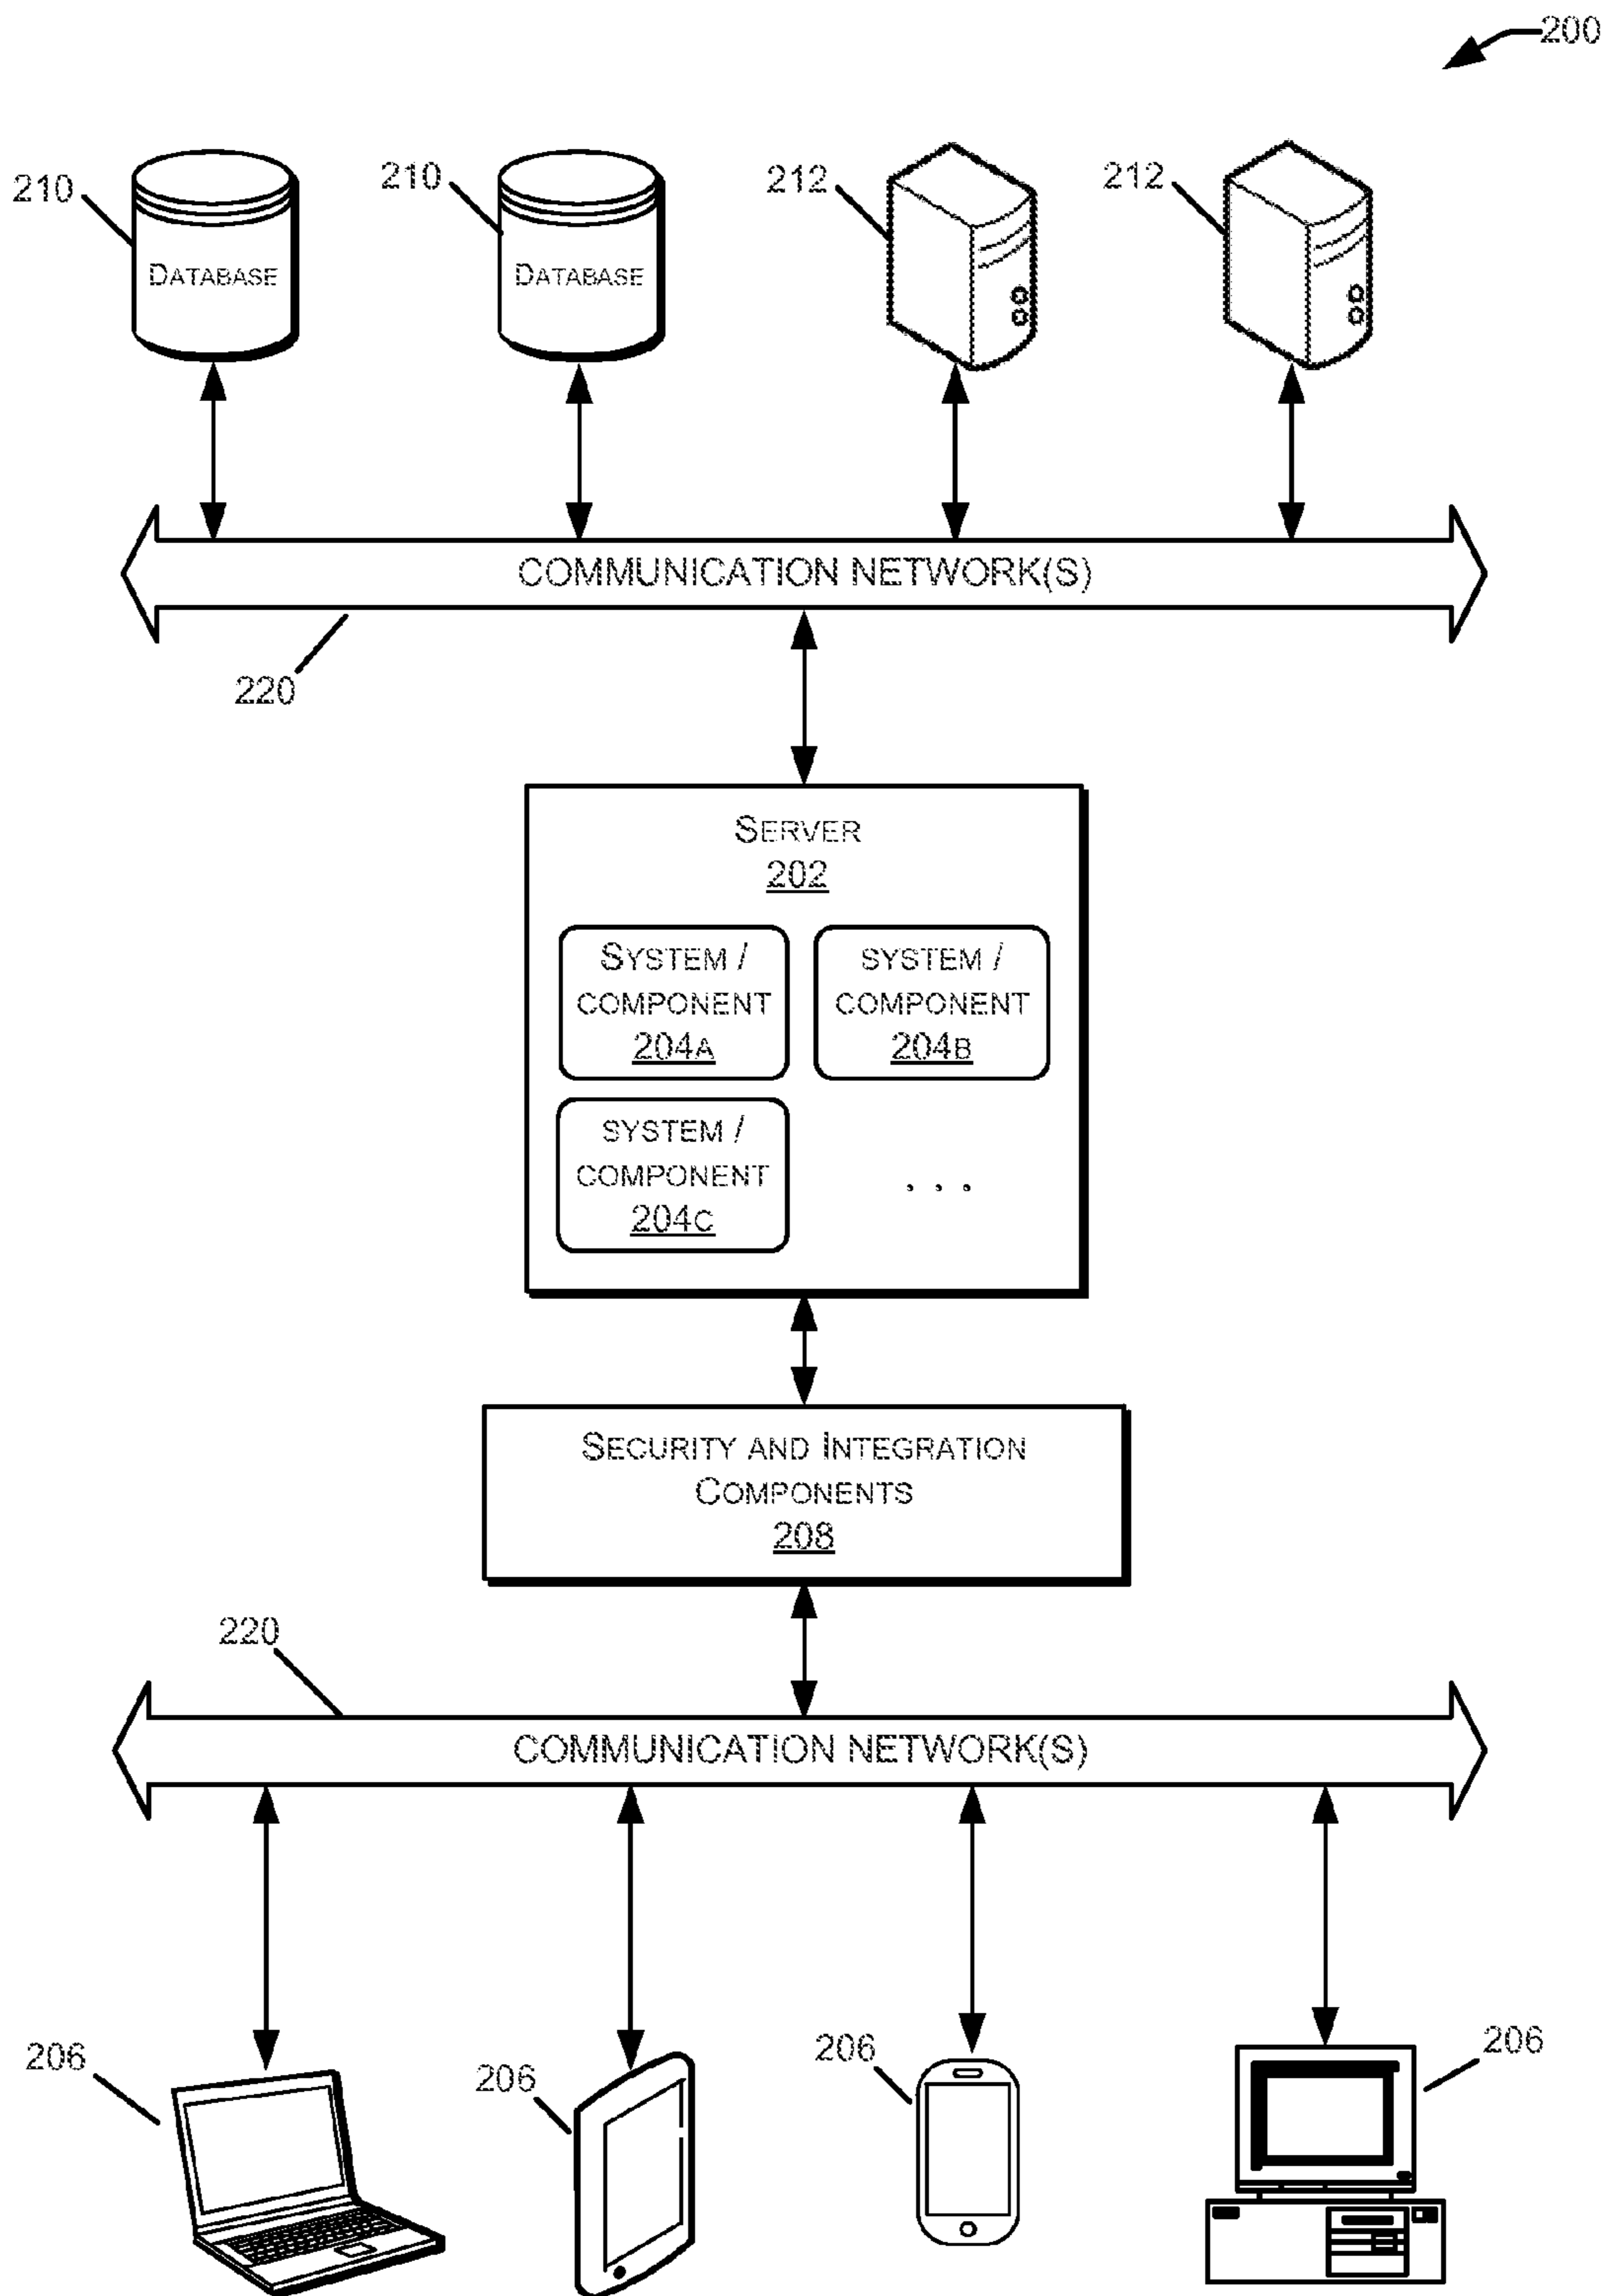 200
210
210
212
212
DATABASE
DATABASE
COMMUNICATION NETWORK(S)
220
SERVER
202
SYSTEM /
COMPONENT
204A
SYSTEM /
COMPONENT
204B
SYSTEM /
COMPONENT
204C
. . .
SECURITY AND INTEGRATION
COMPONENTS
208
220
COMMUNICATION NETWORK(S)
206
206
206
206